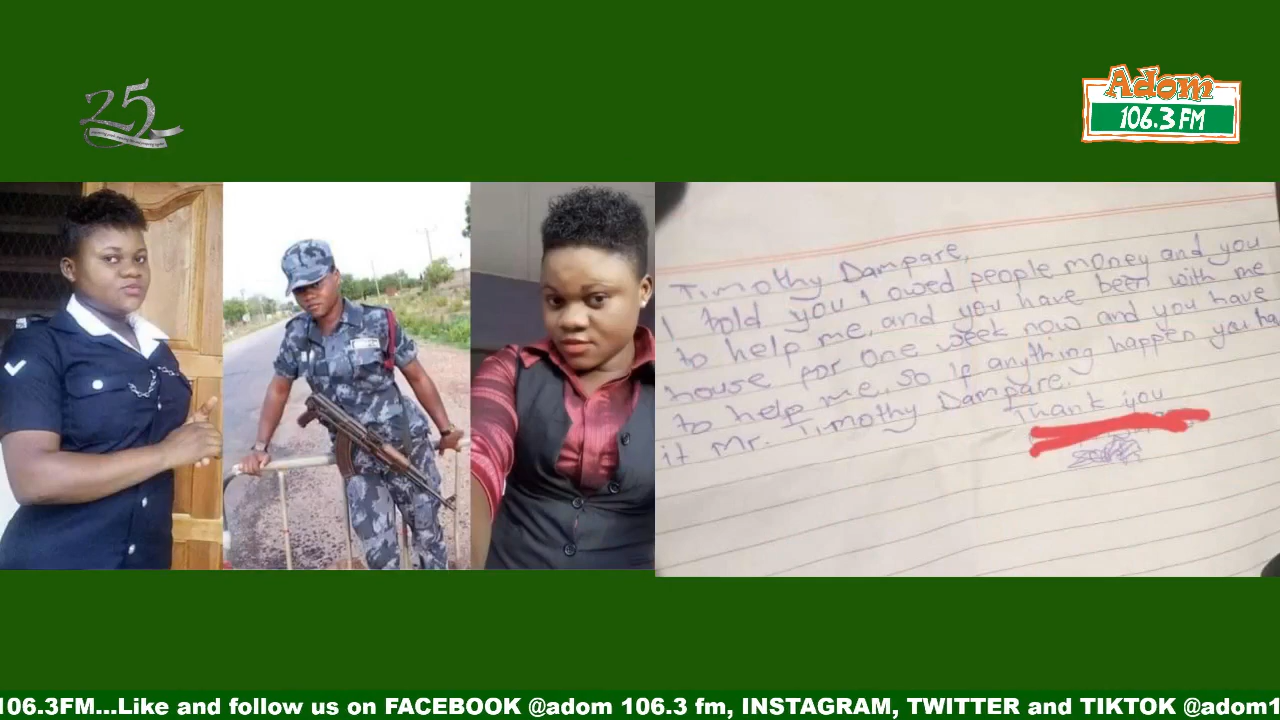 25
Adom
106.3 FM
Timothy Dampare,
I told you I owed people money and you
to help me, and you have been with me
house for one week now and you have
to help me, so if anything happen you ha
it Mr. Timothy Dampare.
Thank you
106.3FM...Like and follow us on FACEBOOK @adom 106.3 fm, INSTAGRAM, TWITTER and TIKTOK @adom1